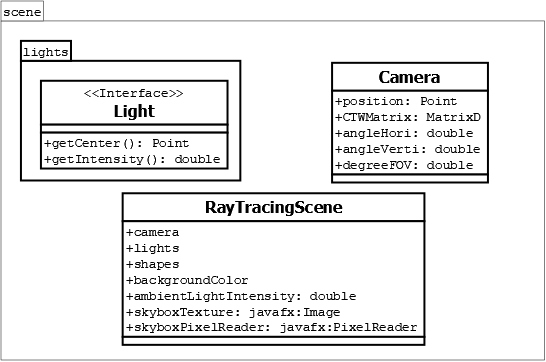 scene
lights
<<Interface>>
Light
+getCenter(): Point
+getIntensity(): double
Camera
+position: Point
+CTWMatrix: MatrixD
+angleHori: double
+angleVerti: double
+degreeFOV: double
RayTracingScene
+camera
+lights
+shapes
+backgroundColor
+ambientLightIntensity: double
+skyboxTexture: javafx:Image
+skyboxPixelReader: javafx:PixelReader